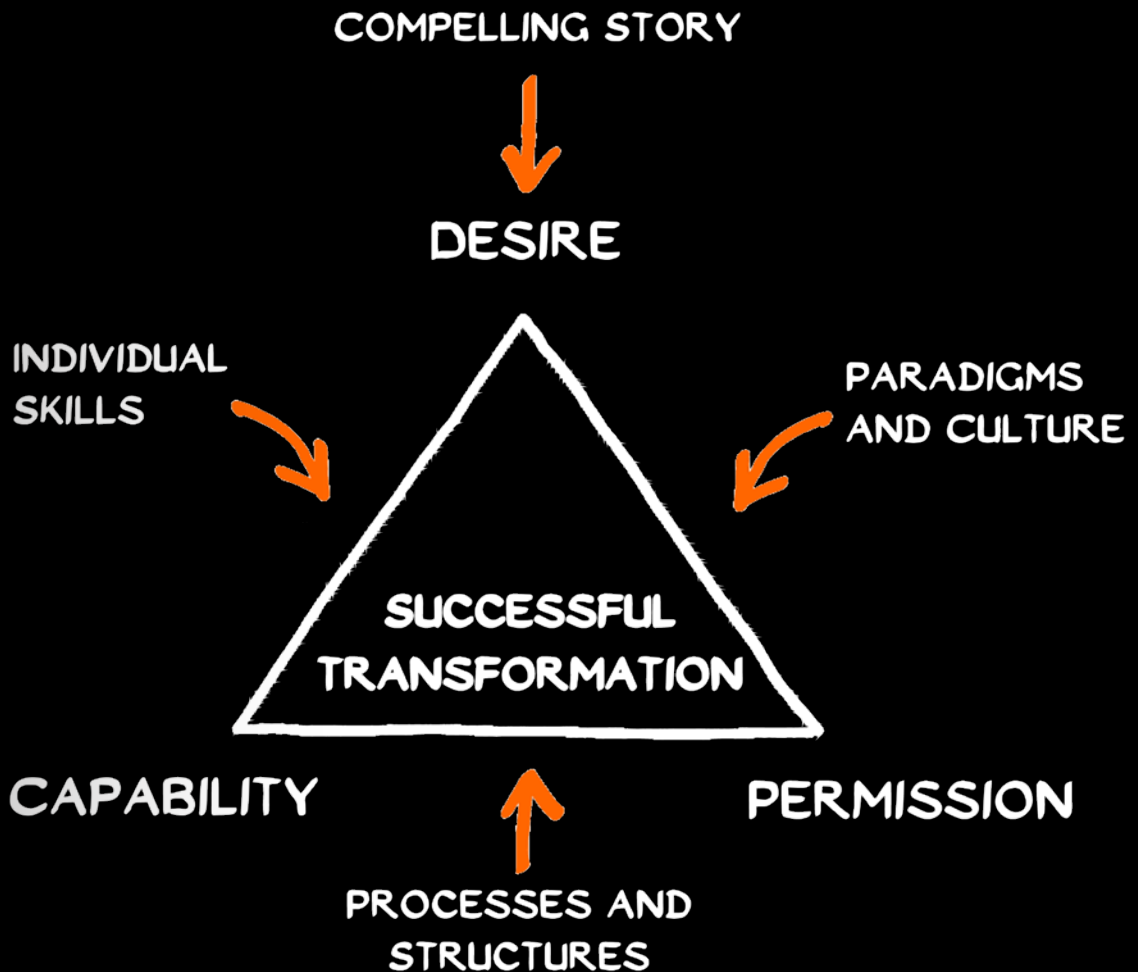 COMPELLING STORY
DESIRE
INDIVIDUAL
SKILLS
PARADIGMS
AND CULTURE
SUCCESSFUL
TRANSFORMATION
CAPABILITY
PERMISSION
PROCESSES AND
STRUCTURES